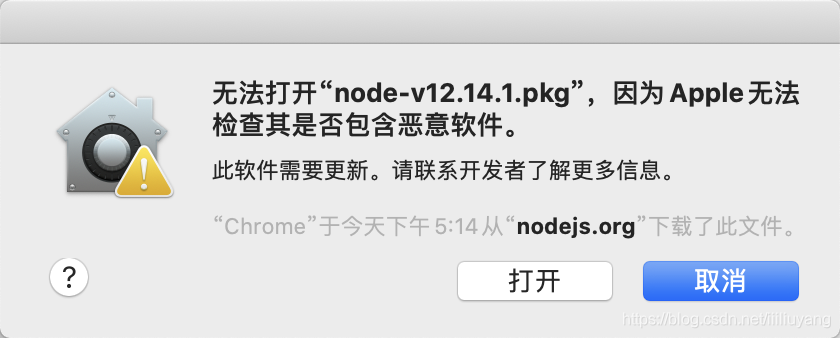 无法打开“node-v12.14.1.pkg”，因为 Apple 无法
检查其是否包含恶意软件。
此软件需要更新。请联系开发者了解更多信息。
“Chrome”于今天下午 5:14 从“nodejs.org”下载了此文件。
?
打开
取消
https://blog.csdn.net/iiiliuyang